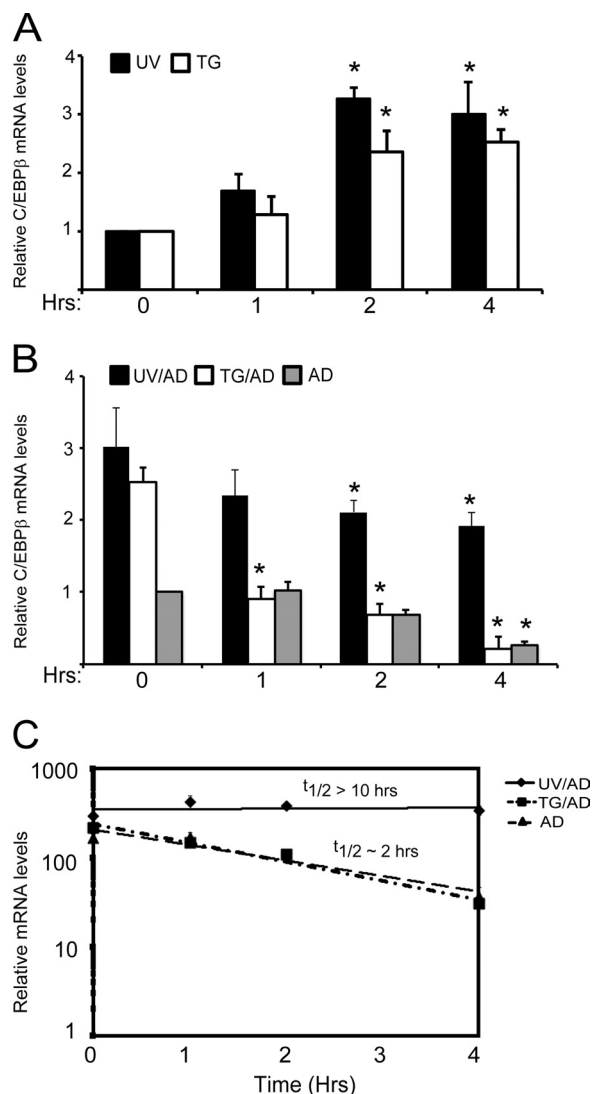 A
Relative C/EBPβ mRNA levels
UV TG
4
3
2
1
* * * *
Hrs: 0 1 2 4
B
Relative C/EBPβ mRNA levels
UV/AD TG/AD AD
4
3
2
1
* * * * * *
Hrs: 0 1 2 4
C
Relative mRNA levels
1000
100
10
1
t1/2 > 10 hrs
t1/2 ~ 2 hrs
UV/AD
TG/AD
AD
0 1 2 3 4
Time (Hrs)